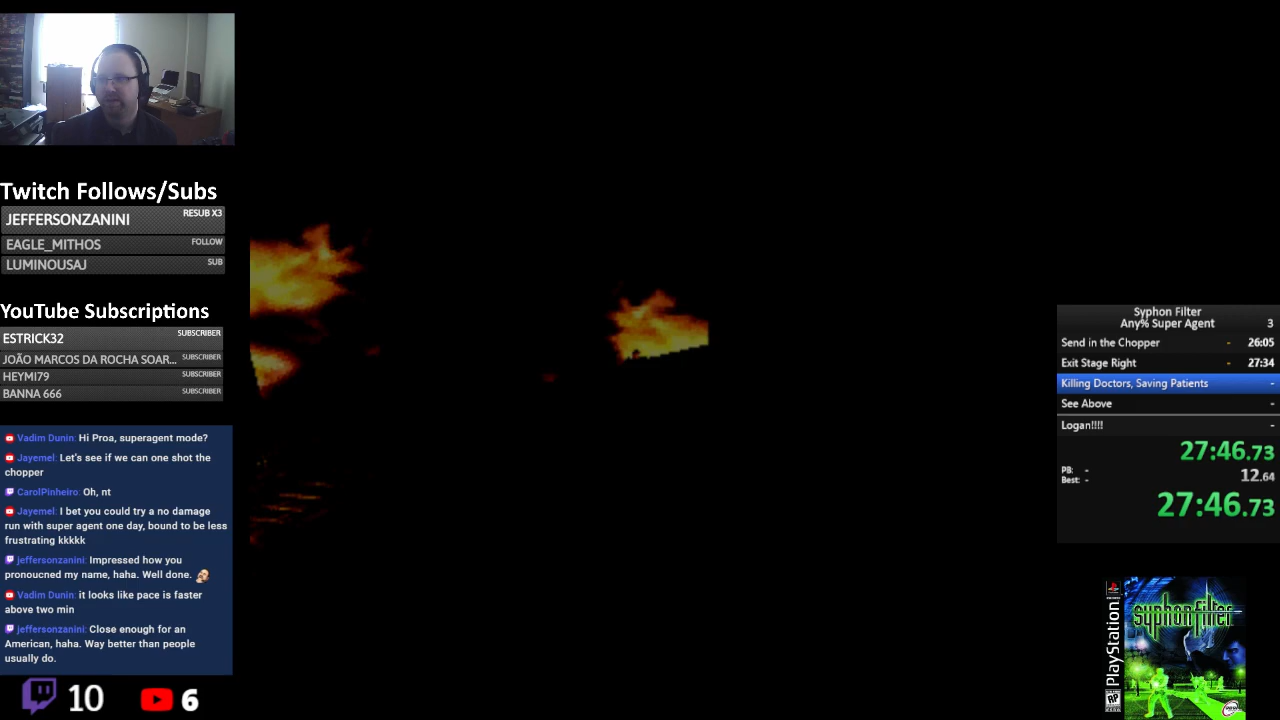 Twitch Follows/Subs
JEFFERSONZANINI RESUB X3
EAGLE_MITHOS FOLLOW
LUMINOUSAJ SUB
YouTube Subscriptions
ESTRICK32 SUBSCRIBER
JOÃO MARCOS DA ROCHA SOAR... SUBSCRIBER
HEYMI79 SUBSCRIBER
BANNA 666 SUBSCRIBER
Vadim Dunin: Hi Proa, superagent mode?
Jayemel: Let's see if we can one shot the
chopper
CarolPinheiro: Oh, nt
Jayemel: I bet you could try a no damage
run with super agent one day, bound to be less
frustrating kkkkk
jeffersonzanini: Impressed how you
pronoucned my name, haha. Well done.
Vadim Dunin: it looks like pace is faster
above two min
jeffersonzanini: Close enough for an
American, haha. Way better than people
usually do.
10 6
Syphon Filter
Any% Super Agent 3
Send in the Chopper - 26:05
Exit Stage Right - 27:34
Killing Doctors, Saving Patients -
See Above -
Logan!!!! -
27:46.73
PB: - 12.64
Best: -
27:46.73
PlayStation
syphon filter